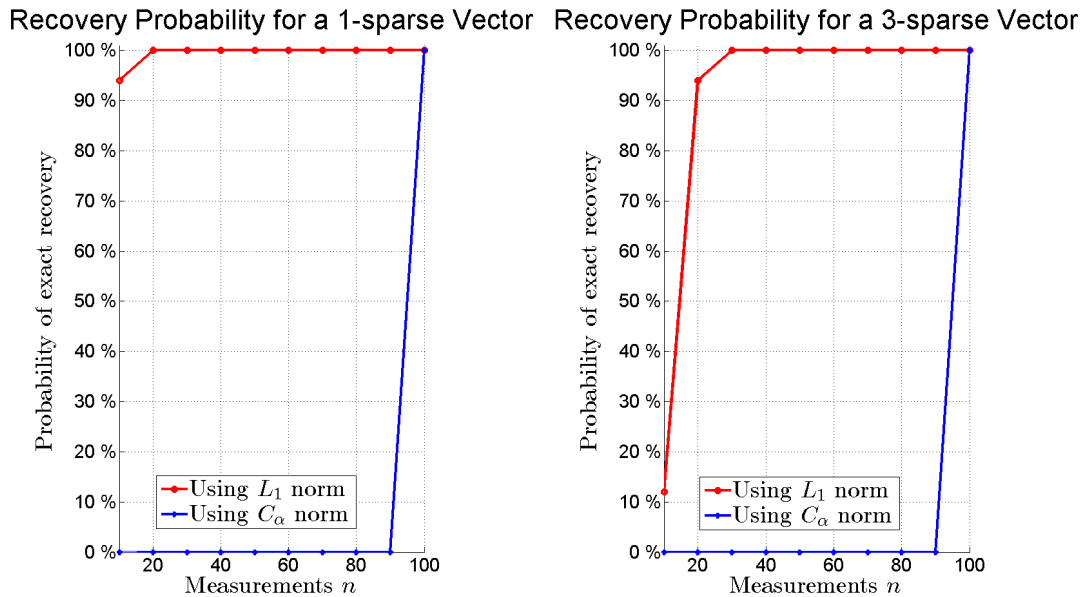 Recovery Probability for a 1-sparse Vector
100 %
90 %
80 %
70 %
60 %
50 %
40 %
30 %
20 %
10 %
0 %
Probability of exact recovery
Using L₁ norm
Using Cα norm
20 40 60 80 100
Measurements n
Recovery Probability for a 3-sparse Vector
100 %
90 %
80 %
70 %
60 %
50 %
40 %
30 %
20 %
10 %
0 %
Probability of exact recovery
Using L₁ norm
Using Cα norm
20 40 60 80 100
Measurements n